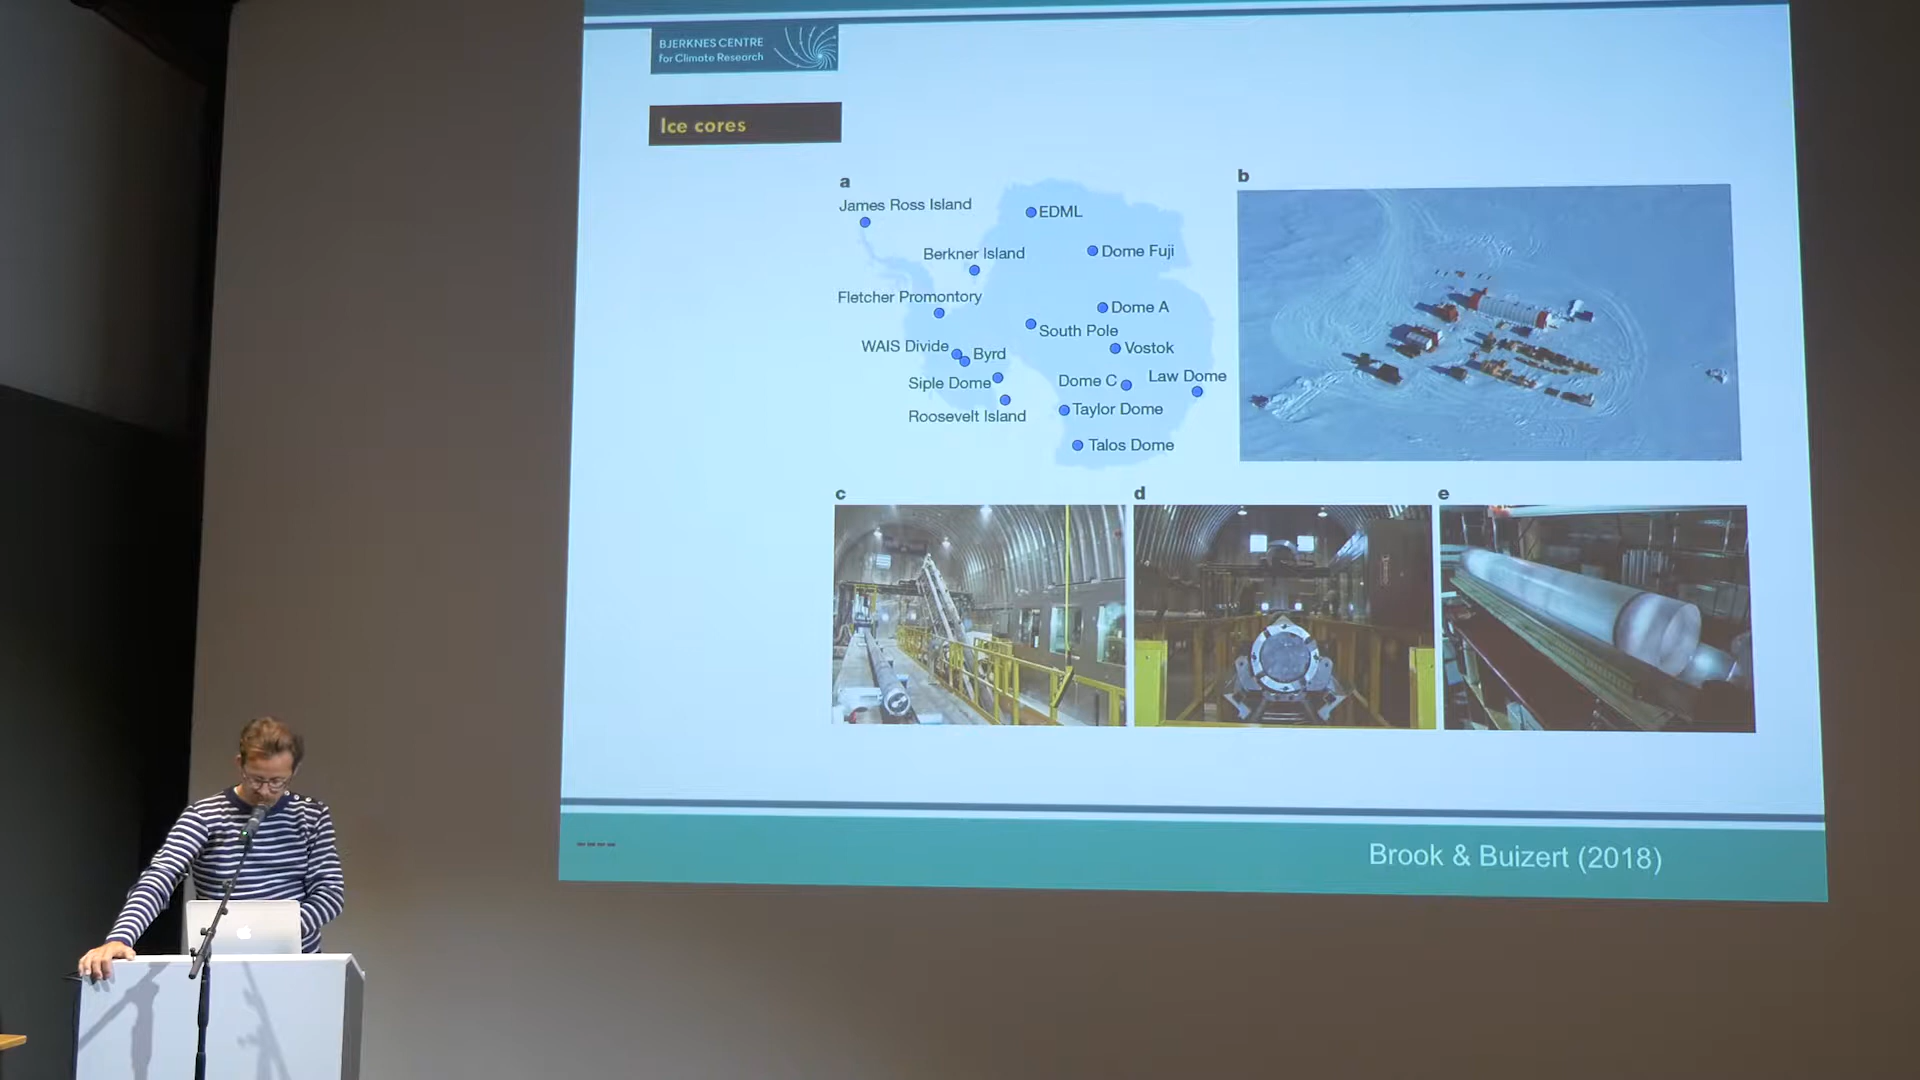 BJERKNES CENTRE
for Climate Research
Ice cores
a
James Ross Island
EDML
Berkner Island
Dome Fuji
Fletcher Promontory
Dome A
South Pole
WAIS Divide
Byrd
Vostok
Siple Dome
Dome C
Law Dome
Roosevelt Island
Taylor Dome
Talos Dome
b
c
d
e
Brook & Buizert (2018)